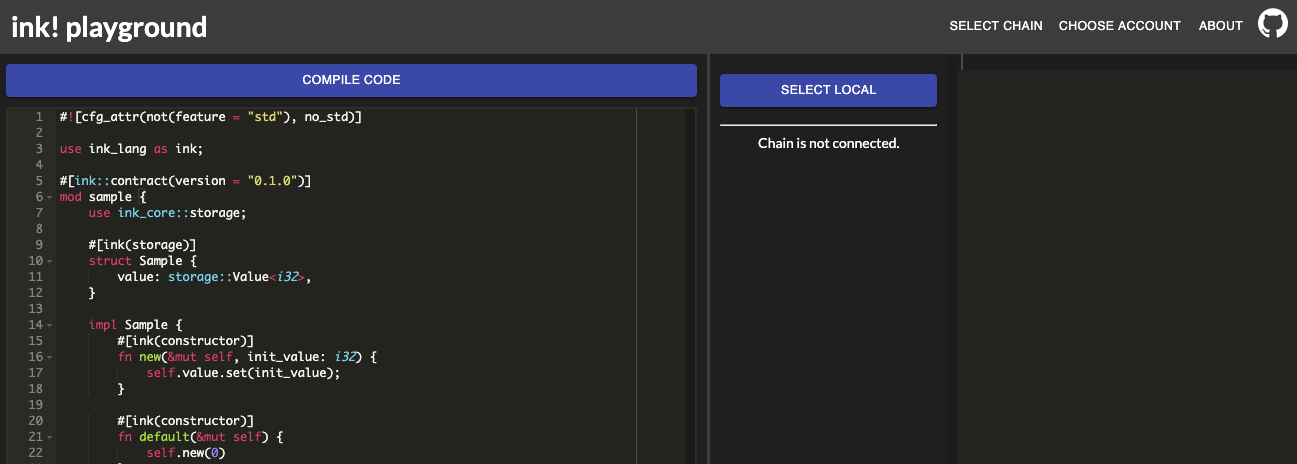 ink! playground
SELECT CHAIN CHOOSE ACCOUNT ABOUT
COMPILE CODE
1 #![cfg_attr(not(feature = "std"), no_std)]
2
3 use ink_lang as ink;
4
5 #[ink::contract(version = "0.1.0")]
6 mod sample {
7     use ink_core::storage;
8
9     #[ink(storage)]
10     struct Sample {
11         value: storage::Value<i32>,
12     }
13
14     impl Sample {
15         #[ink(constructor)]
16         fn new(&mut self, init_value: i32) {
17             self.value.set(init_value);
18         }
19
20         #[ink(constructor)]
21         fn default(&mut self) {
22             self.new(0)
SELECT LOCAL
Chain is not connected.